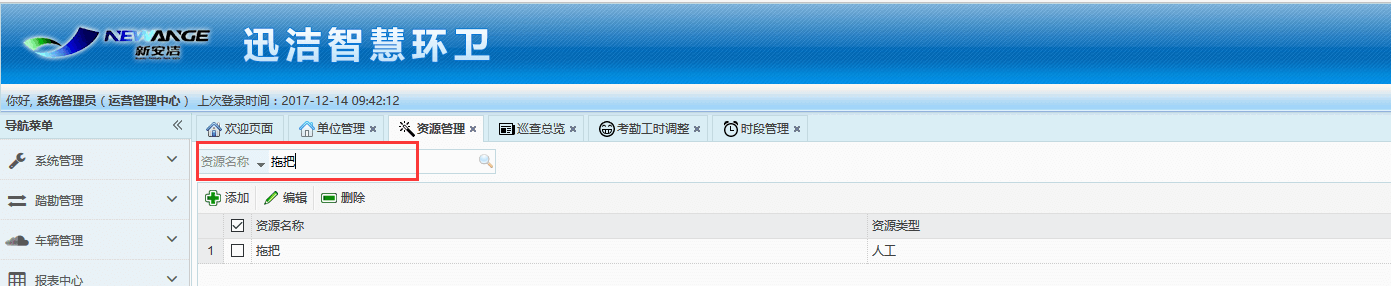 NEWANGE
新安洁
迅洁智慧环卫
你好, 系统管理员 ( 运营管理中心 ) 上次登录时间 : 2017-12-14 09:42:12
导航菜单 欢迎页面 单位管理 资源管理 巡查总览 考勤工时调整 时段管理
系统管理 资源名称 拖把
踏勘管理 添加 编辑 删除
资源名称 资源类型
车辆管理
1 拖把 人工
报表中心